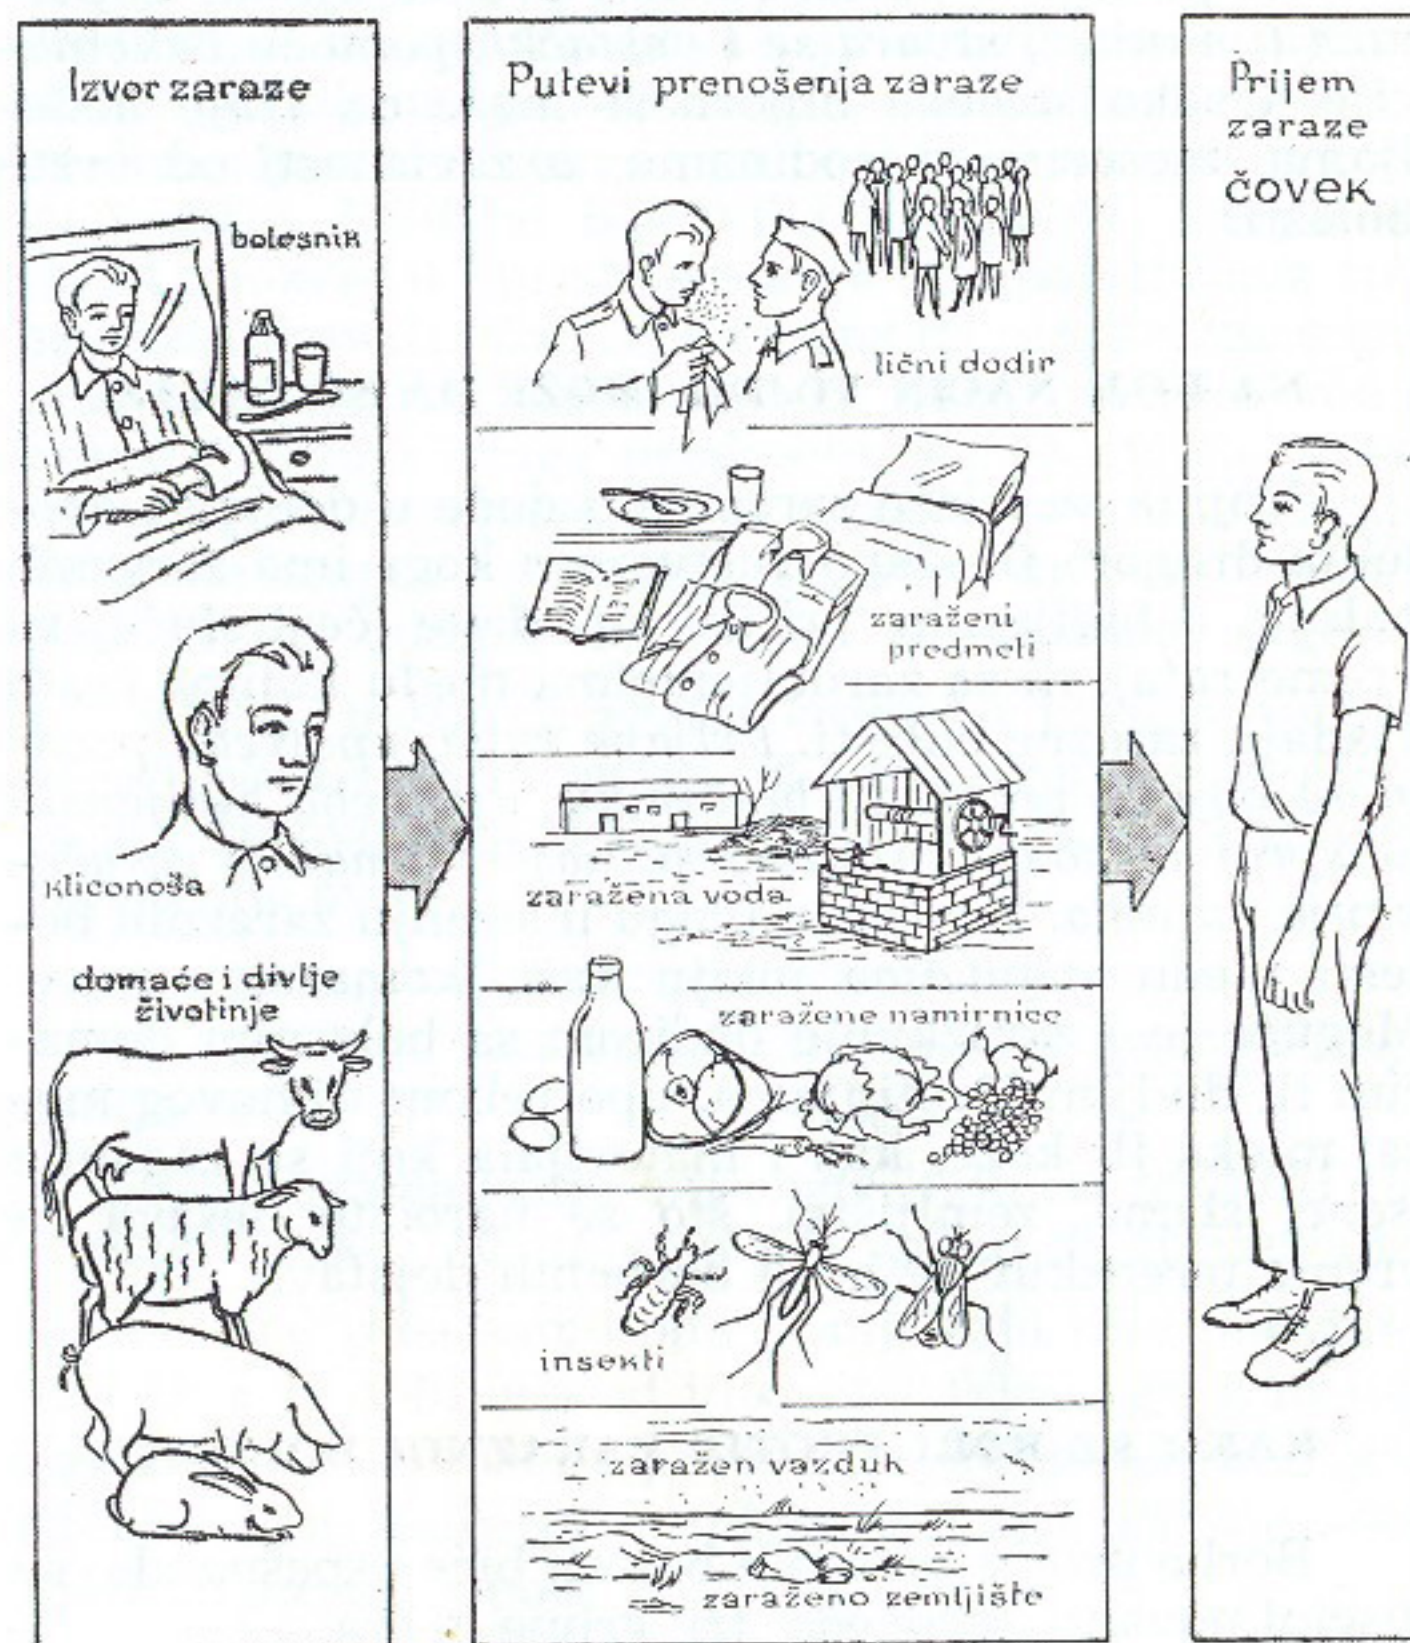 Izvor zaraze
bolesnik
kliconoša
domaće i divlje
životinje
Putevi prenošenja zaraze
lični dodir
zaraženi
predmeti
zaražena voda
zaražene namirnice
insekti
zaražen vazduk
zaraženo zemljište
Prijem
zaraze
čovek